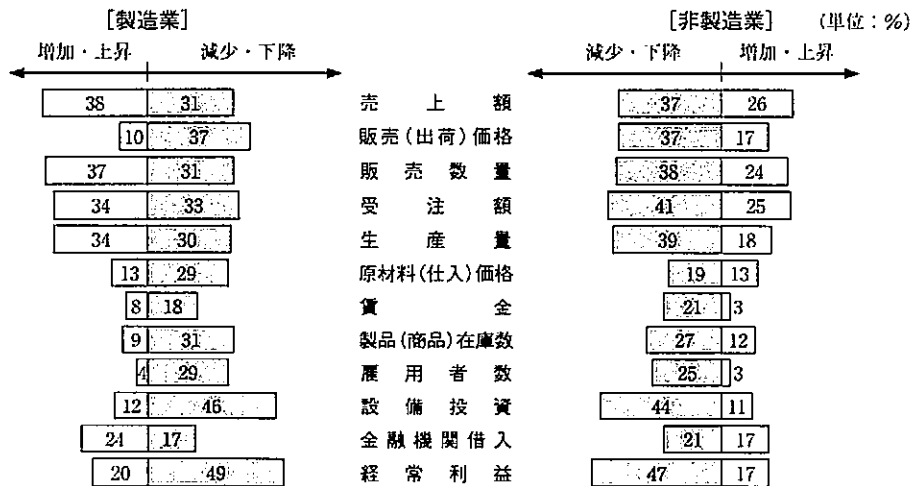 [製造業] [非製造業] (単位：%)
増加・上昇 減少・下降 減少・下降 増加・上昇
38 31 売上額 37 26
10 37 販売(出荷)価格 37 17
37 31 販売数量 38 24
34 33 受注額 41 25
34 30 生産量 39 18
13 29 原材料(仕入)価格 19 13
8 18 賃金 21 3
9 31 製品(商品)在庫数 27 12
4 29 雇用者数 25 3
12 46 設備投資 44 11
24 17 金融機関借入 21 17
20 49 経常利益 47 17